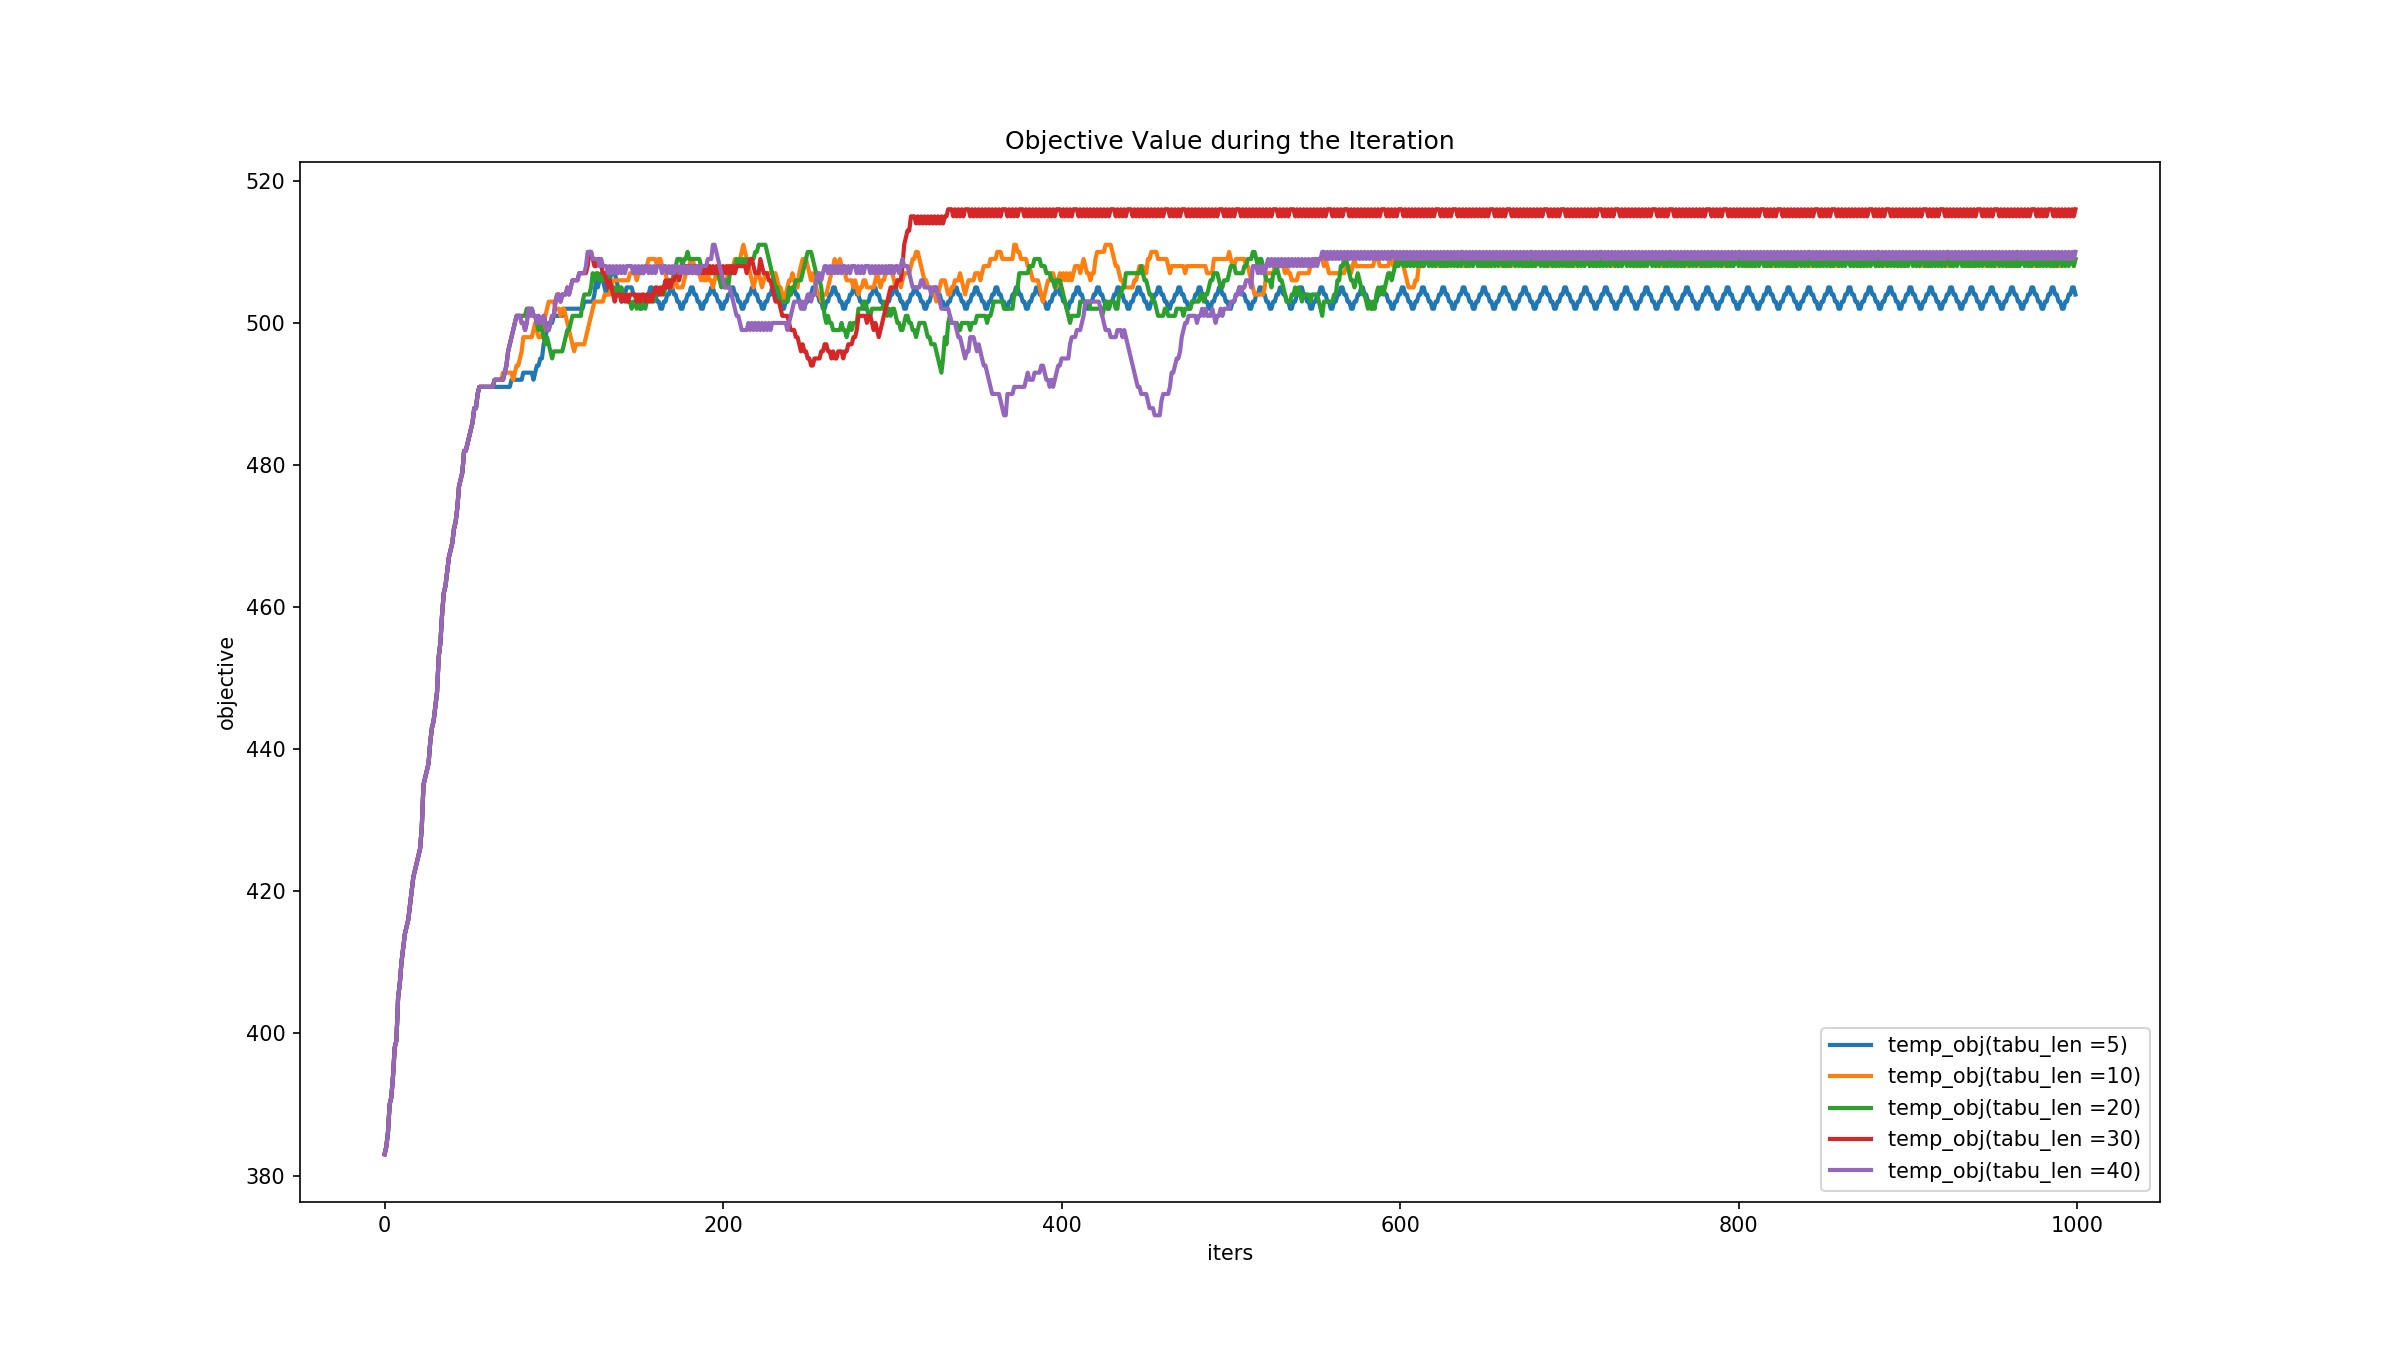 Objective Value during the Iteration
520
500
480
460
440
420
400
380
objective
0 200 400 600 800 1000
iters
temp_obj(tabu_len =5)
temp_obj(tabu_len =10)
temp_obj(tabu_len =20)
temp_obj(tabu_len =30)
temp_obj(tabu_len =40)